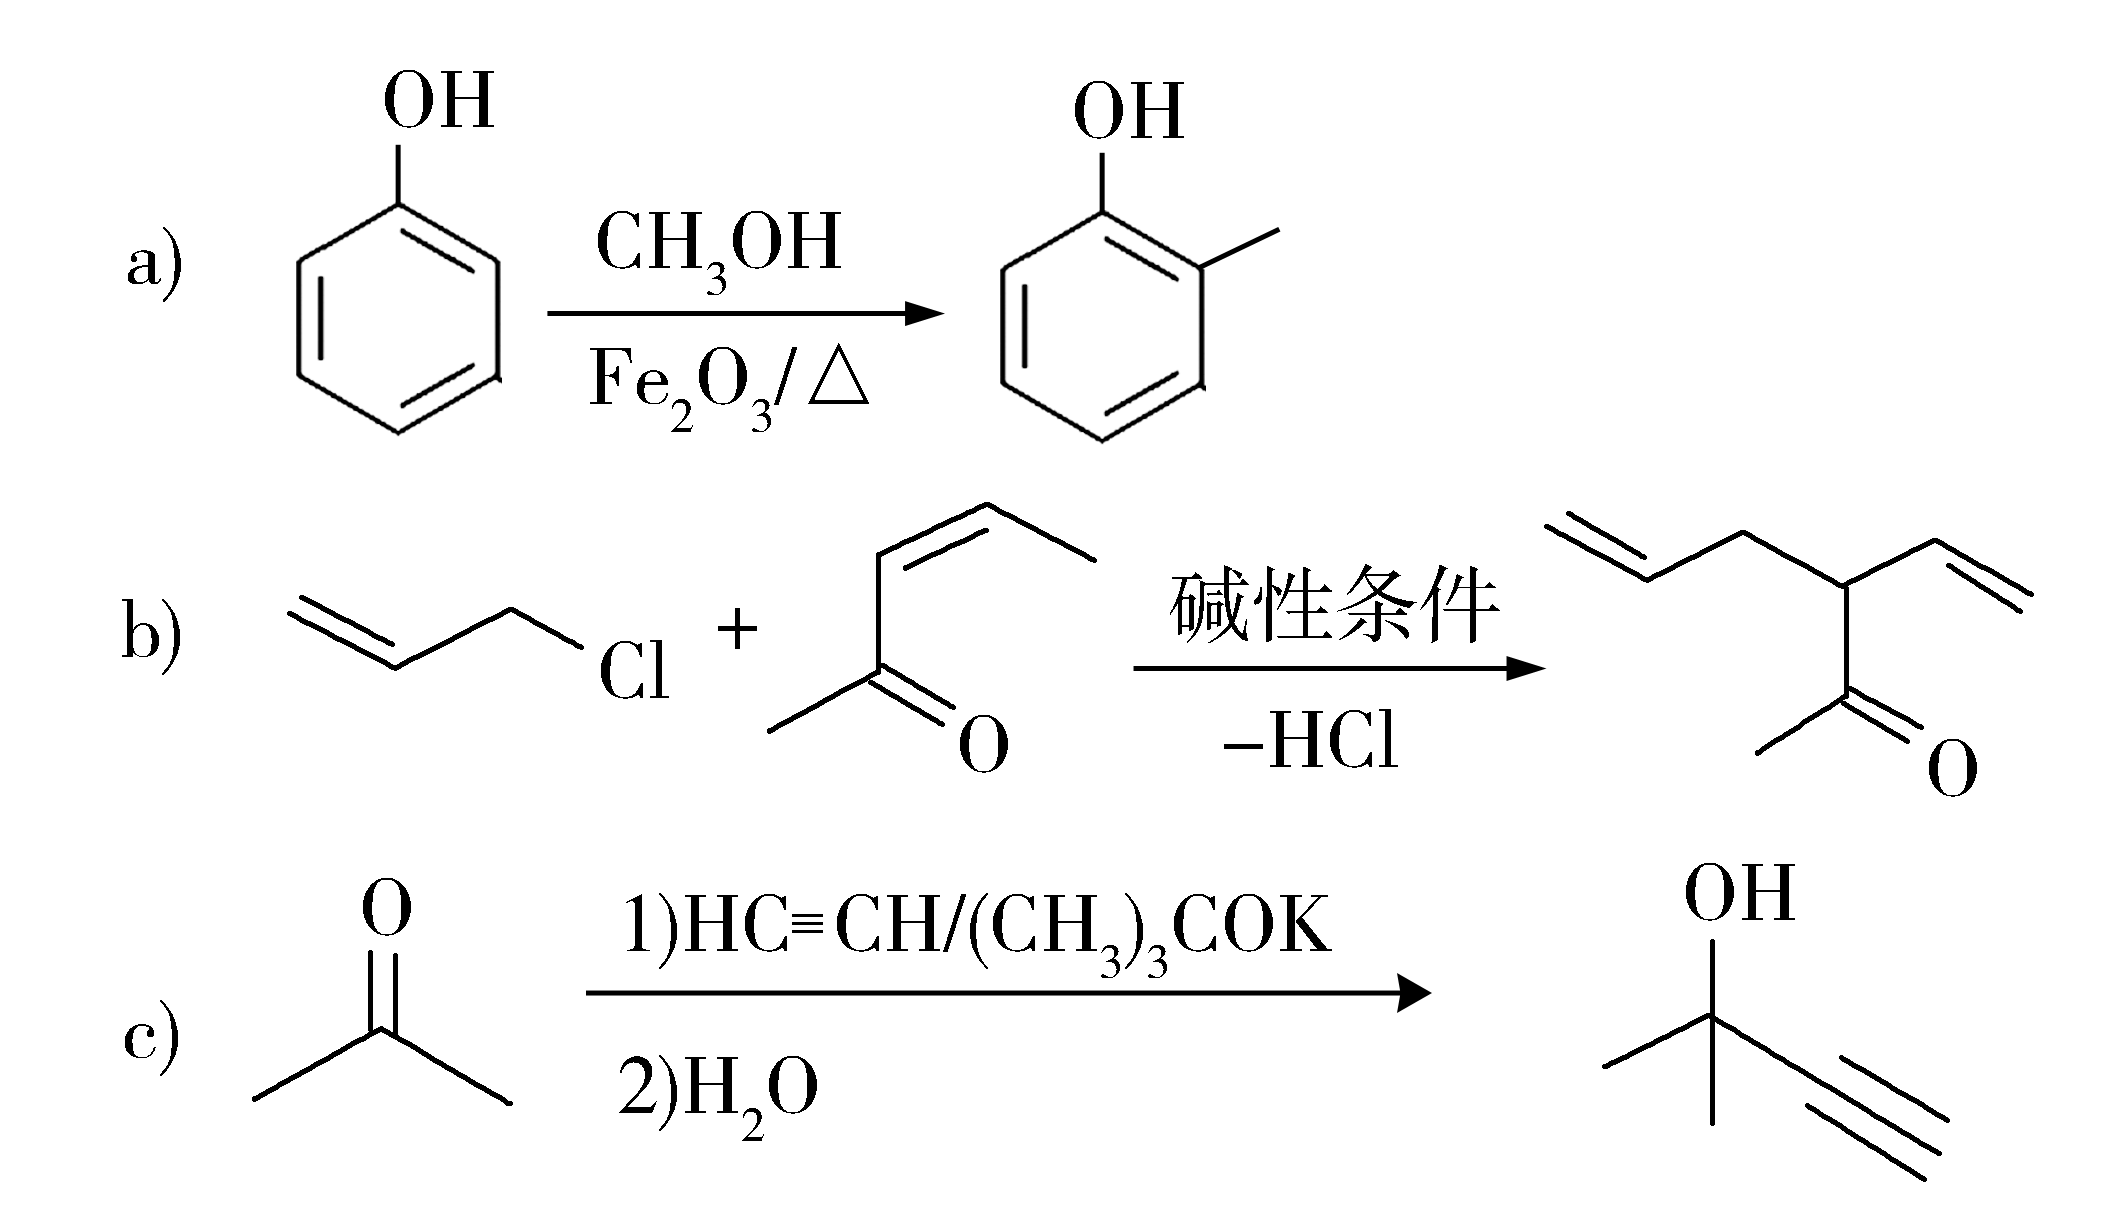 OH OH
a) CH₃OH
Fe₂O₃/△
b) Cl + O 碱性条件 O
−HCl
O OH
1)HC≡CH/(CH₃)₃COK
c) 2)H₂O